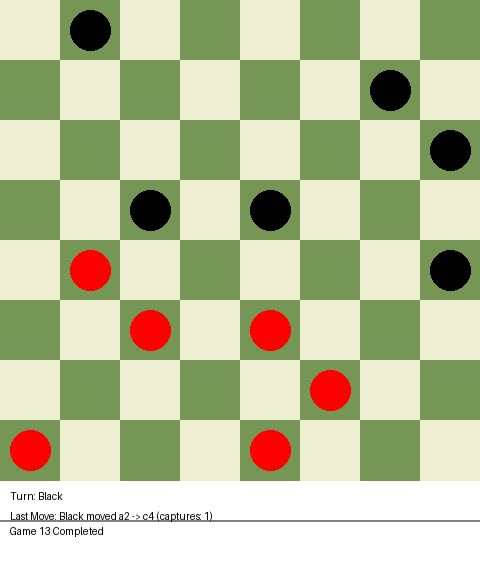 Turn: Black
Last Move: Black moved a2 -> c4 (captures: 1)
Game 13 Completed